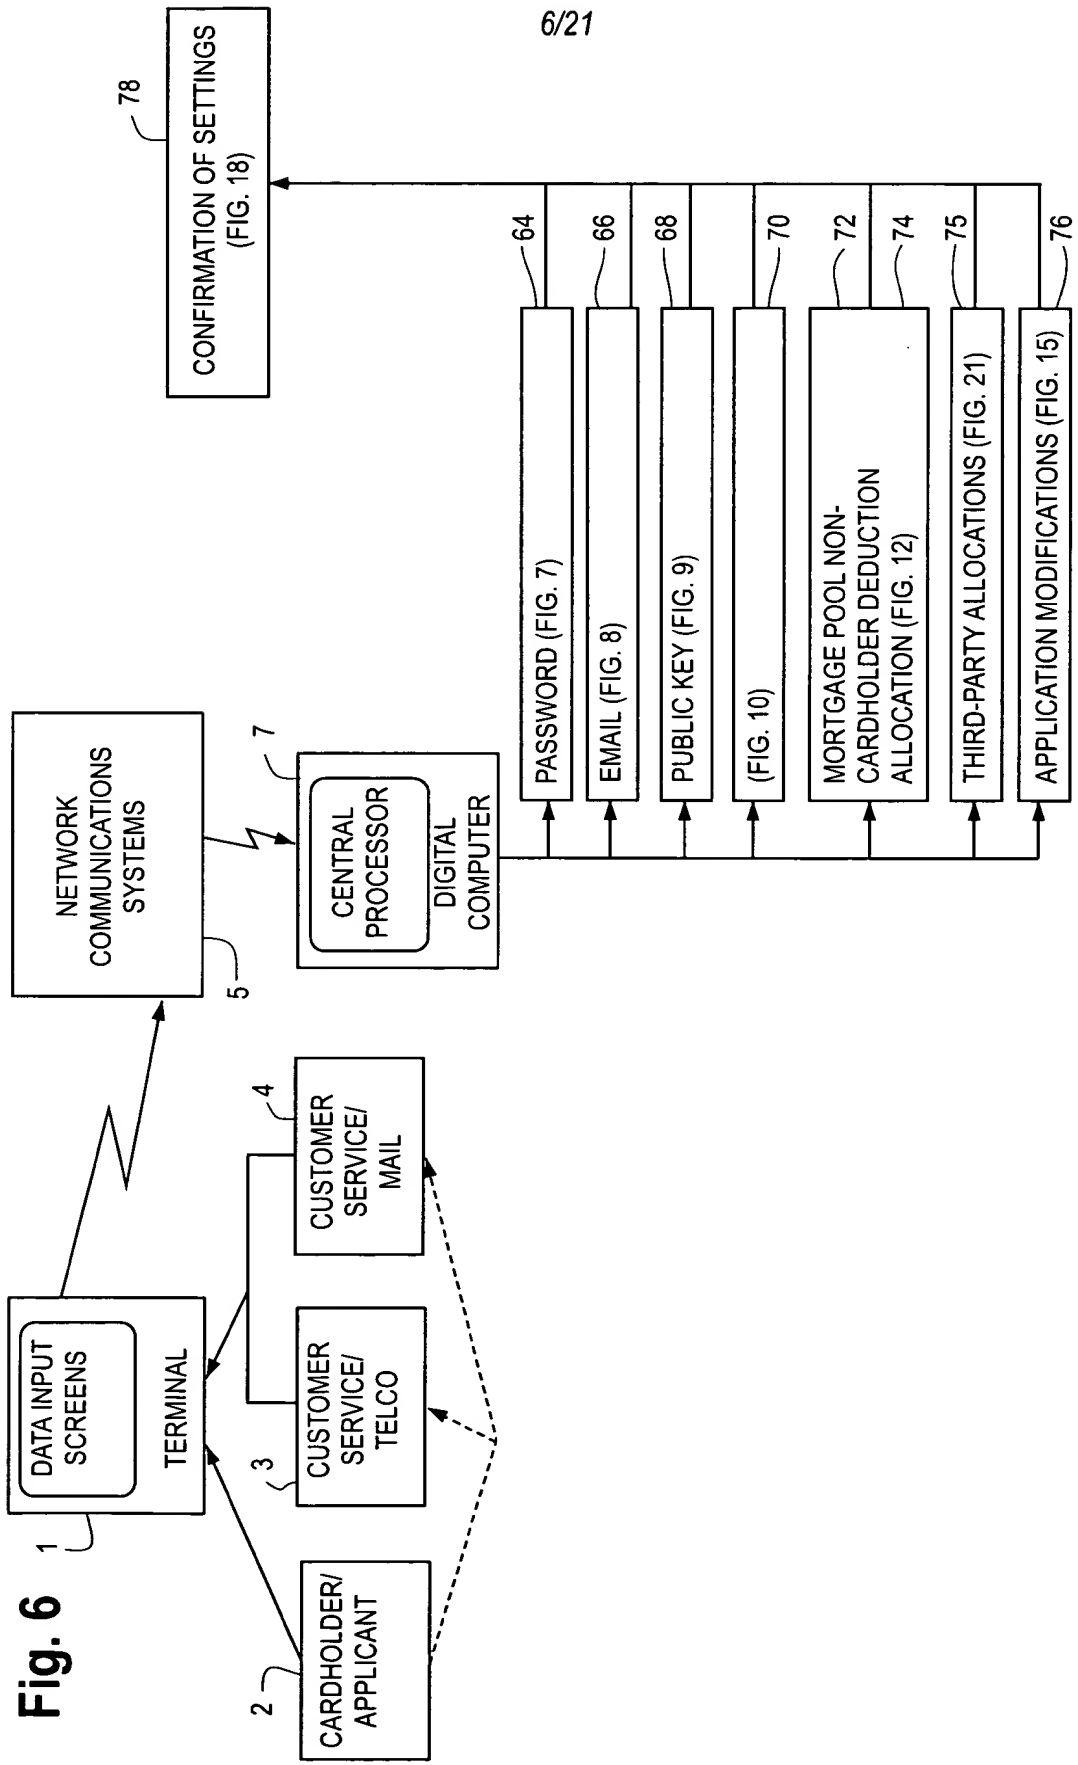 6/21
Fig. 6
1
DATA INPUT
SCREENS
TERMINAL
2
CARDHOLDER/
APPLICANT
3
CUSTOMER
SERVICE/
TELCO
4
CUSTOMER
SERVICE/
MAIL
NETWORK
COMMUNICATIONS
SYSTEMS
5
7
CENTRAL
PROCESSOR
DIGITAL
COMPUTER
PASSWORD (FIG. 7)
64
EMAIL (FIG. 8)
66
PUBLIC KEY (FIG. 9)
68
(FIG. 10)
70
MORTGAGE POOL NON-
CARDHOLDER DEDUCTION
ALLOCATION (FIG. 12)
72
74
THIRD-PARTY ALLOCATIONS (FIG. 21)
75
APPLICATION MODIFICATIONS (FIG. 15)
76
78
CONFIRMATION OF SETTINGS
(FIG. 18)